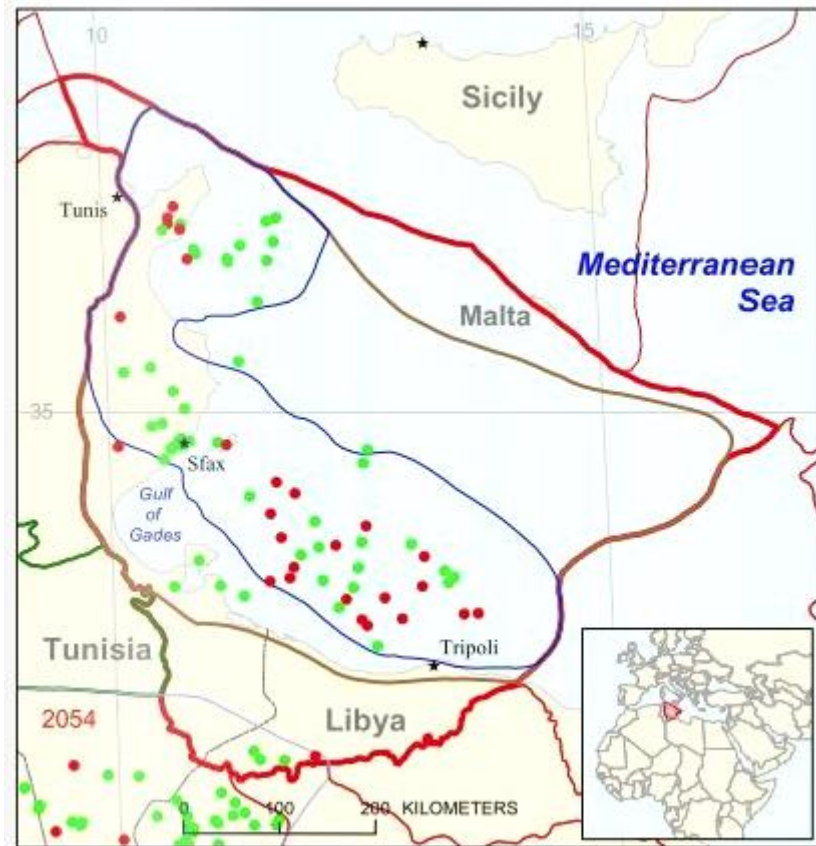 10
15
Sicily
Tunis
Mediterranean
Sea
Malta
35
Sfax
Gulf
of
Gades
Tripoli
Tunisia
2054
Libya
0 100 200 KILOMETERS